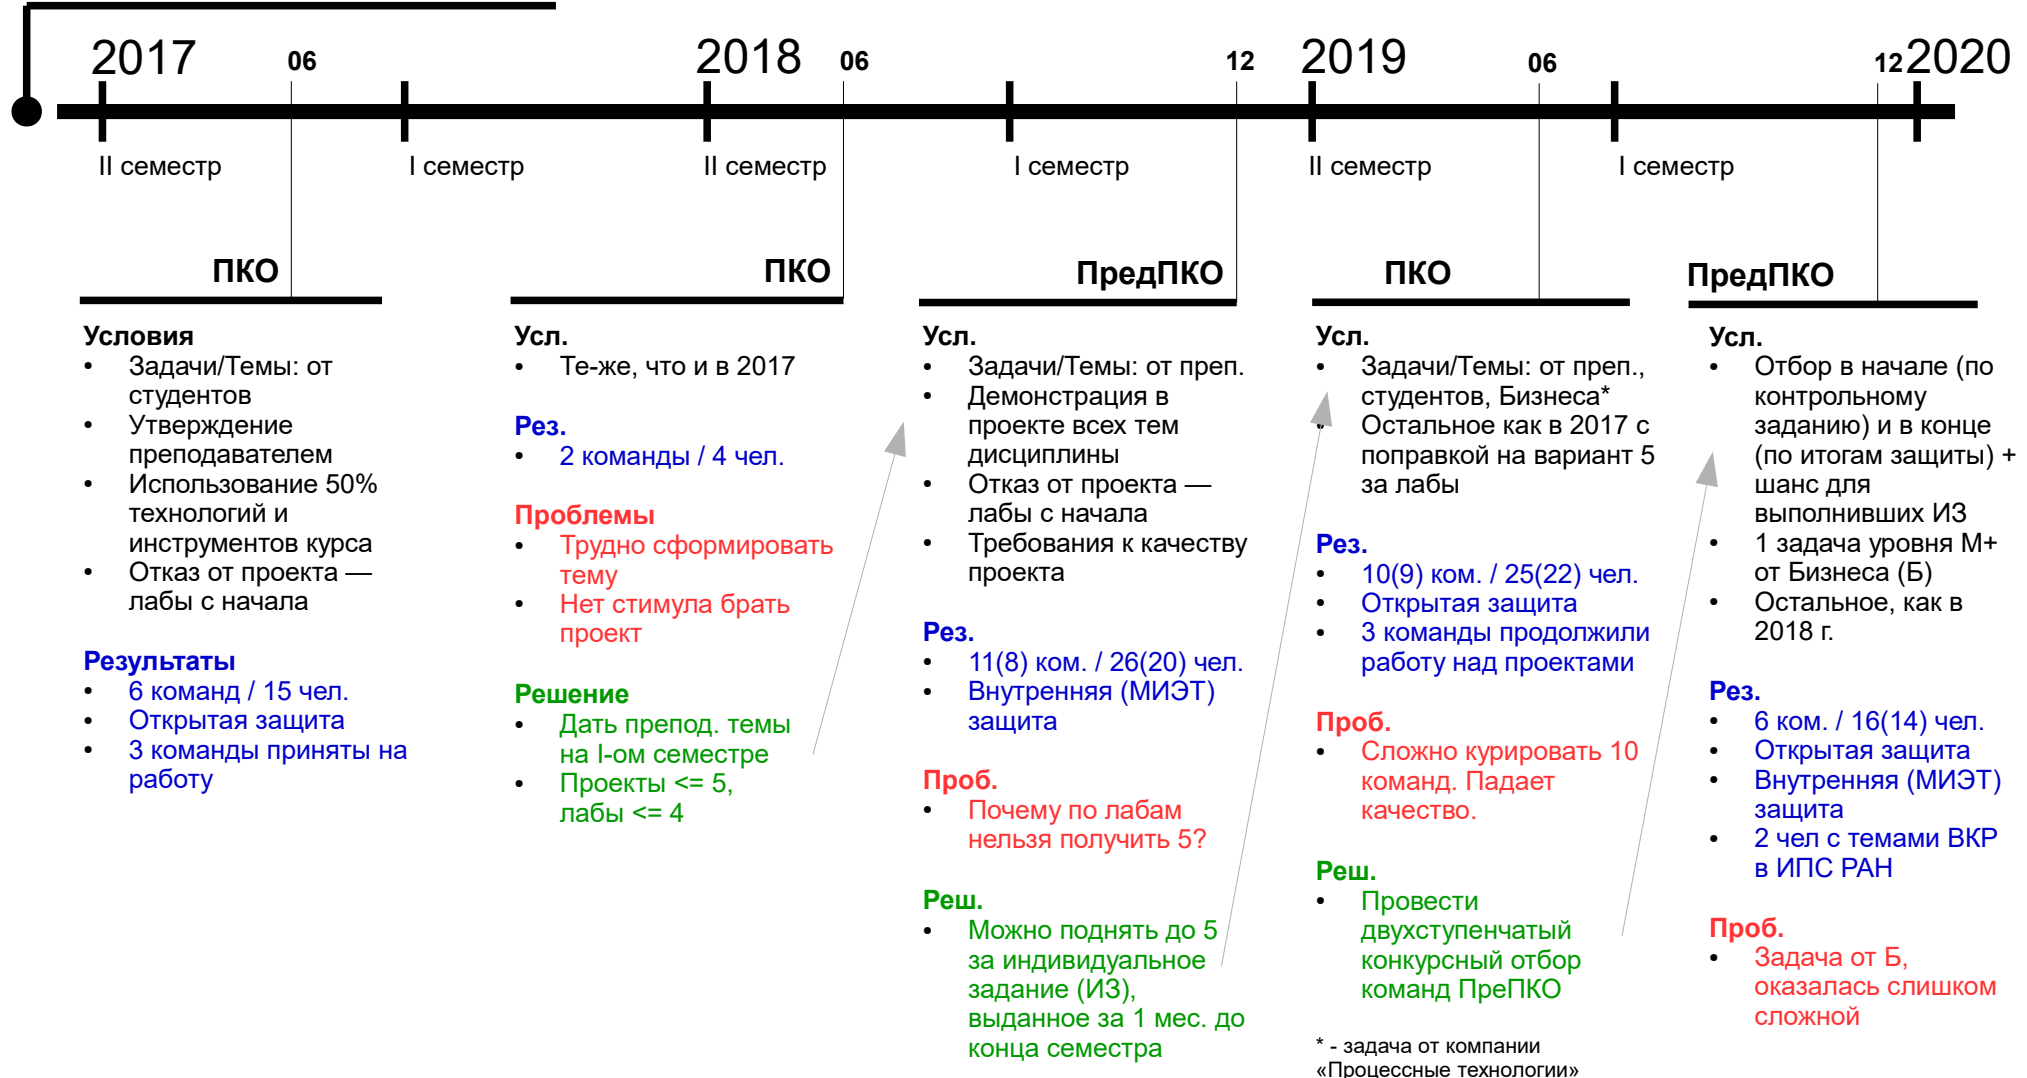 2017
06
2018
06
12
2019
06
12
2020
II семестр
I семестр
II семестр
I семестр
II семестр
I семестр
ПКО
Условия
• Задачи/Темы: от
студентов
• Утверждение
преподавателем
• Использование 50%
технологий и
инструментов курса
• Отказ от проекта —
лабы с начала
Результаты
• 6 команд / 15 чел.
• Открытая защита
• 3 команды приняты на
работу
ПКО
Усл.
• Те-же, что и в 2017
Рез.
• 2 команды / 4 чел.
Проблемы
• Трудно сформировать
тему
• Нет стимула брать
проект
Решение
• Дать препод. темы
на I-ом семестре
• Проекты <= 5,
лабы <= 4
ПредПКО
Усл.
• Задачи/Темы: от преп.
• Демонстрация в
проекте всех тем
дисциплины
• Отказ от проекта —
лабы с начала
• Требования к качеству
проекта
Рез.
• 11(8) ком. / 26(20) чел.
• Внутренняя (МИЭТ)
защита
Проб.
• Почему по лабам
нельзя получить 5?
Реш.
• Можно поднять до 5
за индивидуальное
задание (ИЗ),
выданное за 1 мес. до
конца семестра
ПКО
Усл.
• Задачи/Темы: от преп.,
студентов, Бизнеса*
• Остальное как в 2017 с
поправкой на вариант 5
за лабы
Рез.
• 10(9) ком. / 25(22) чел.
• Открытая защита
• 3 команды продолжили
работу над проектами
Проб.
• Сложно курировать 10
команд. Падает
качество.
Реш.
• Провести
двухступенчатый
конкурсный отбор
команд ПреПКО
* - задача от компании
«Процессные технологии»
ПредПКО
Усл.
• Отбор в начале (по
контрольному
заданию) и в конце
(по итогам защиты) +
шанс для
выполнивших ИЗ
• 1 задача уровня М+
от Бизнеса (Б)
• Остальное, как в
2018 г.
Рез.
• 6 ком. / 16(14) чел.
• Открытая защита
• Внутренняя (МИЭТ)
защита
• 2 чел с темами ВКР
в ИПС РАН
Проб.
• Задача от Б,
оказалась слишком
сложной